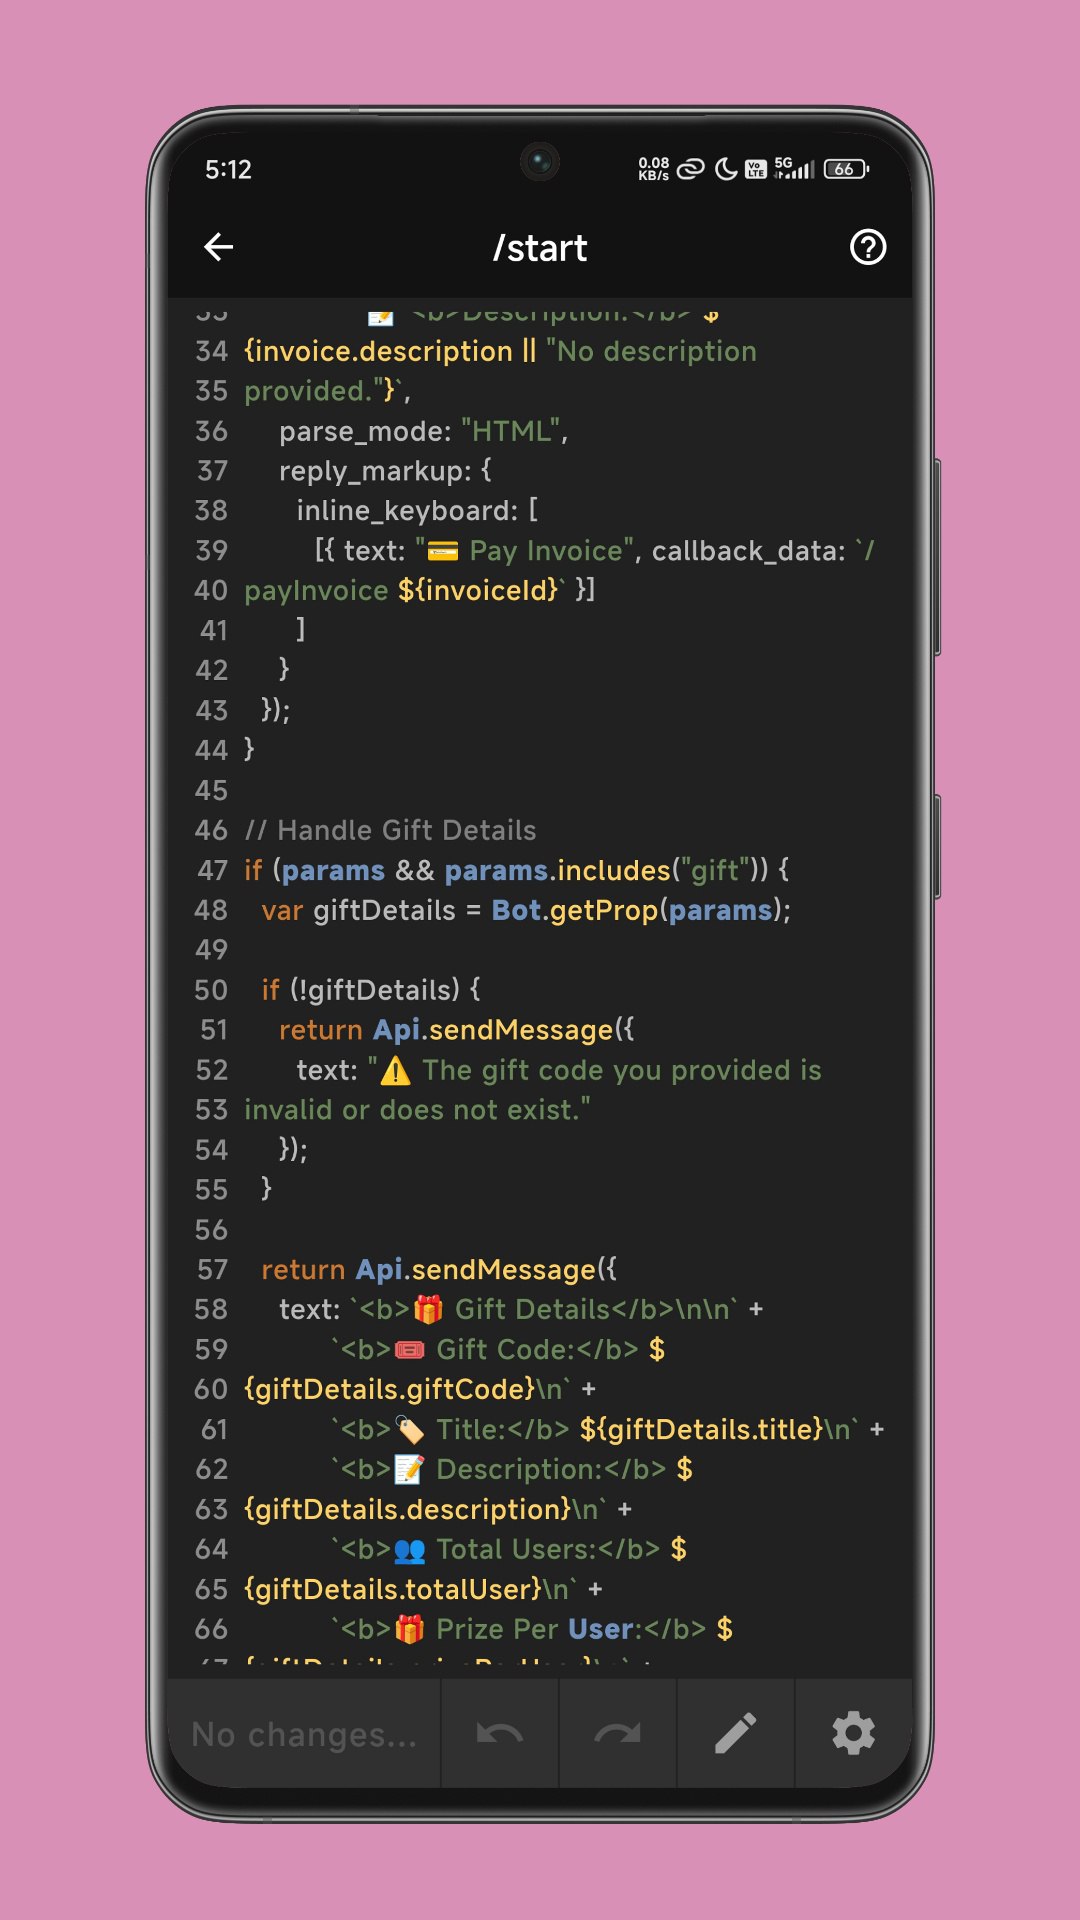 5:12
0.08 KB/s Vo LTE 5G 66
/start
📝 <b>Description:</b> $
34 {invoice.description || "No description
35 provided."}`,
36 parse_mode: "HTML",
37 reply_markup: {
38 inline_keyboard: [
39 [{ text: "💳 Pay Invoice", callback_data: `/
40 payInvoice ${invoiceId}` }]
41 ]
42 }
43 });
44 }
45
46 // Handle Gift Details
47 if (params && params.includes("gift")) {
48 var giftDetails = Bot.getProp(params);
49
50 if (!giftDetails) {
51 return Api.sendMessage({
52 text: "⚠️ The gift code you provided is
53 invalid or does not exist."
54 });
55 }
56
57 return Api.sendMessage({
58 text: `<b>🎁 Gift Details</b>\n\n` +
59 `<b>🎟️ Gift Code:</b> $
60 {giftDetails.giftCode}\n` +
61 `<b>🏷️ Title:</b> ${giftDetails.title}\n` +
62 `<b>📝 Description:</b> $
63 {giftDetails.description}\n` +
64 `<b>👥 Total Users:</b> $
65 {giftDetails.totalUser}\n` +
66 `<b>🎁 Prize Per User:</b> $
No changes...